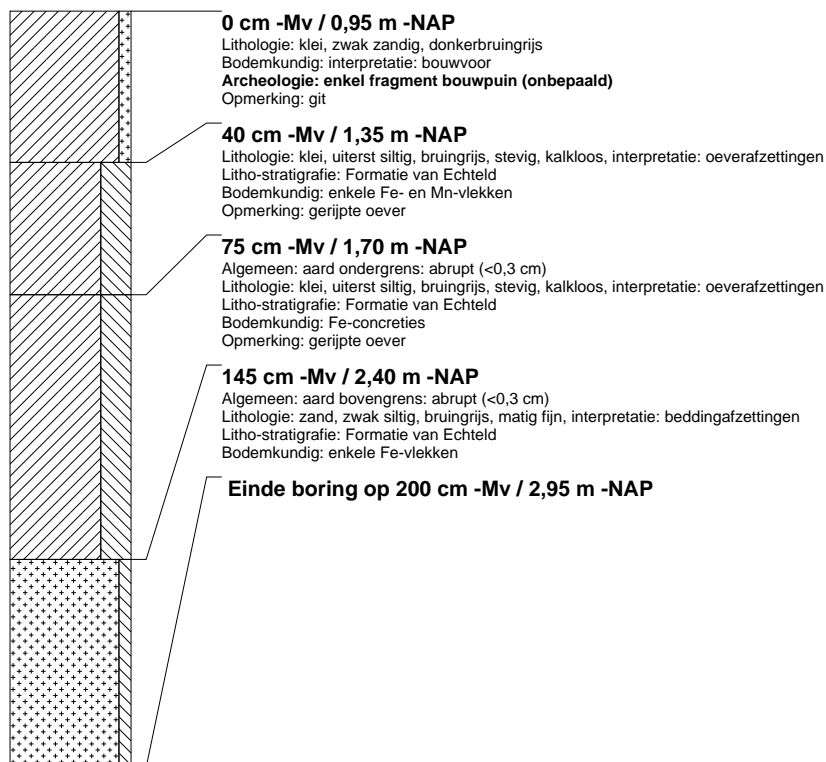 0 cm -Mv / 0,95 m -NAP
Lithologie: klei, zwak zandig, donkerbruingrijs
Bodemkundig: interpretatie: bouwvoor
Archeologie: enkel fragment bouwpuin (onbepaald)
Opmerking: git
40 cm -Mv / 1,35 m -NAP
Lithologie: klei, uiterst siltig, bruingrijs, stevig, kalkloos, interpretatie: oeverafzettingen
Litho-stratigrafie: Formatie van Echteld
Bodemkundig: enkele Fe- en Mn-vlekken
Opmerking: gerijpte oever
75 cm -Mv / 1,70 m -NAP
Algemeen: aard ondergrens: abrupt (<0,3 cm)
Lithologie: klei, uiterst siltig, bruingrijs, stevig, kalkloos, interpretatie: oeverafzettingen
Litho-stratigrafie: Formatie van Echteld
Bodemkundig: Fe-concreties
Opmerking: gerijpte oever
145 cm -Mv / 2,40 m -NAP
Algemeen: aard bovengrens: abrupt (<0,3 cm)
Lithologie: zand, zwak siltig, bruingrijs, matig fijn, interpretatie: beddingafzettingen
Litho-stratigrafie: Formatie van Echteld
Bodemkundig: enkele Fe-vlekken
Einde boring op 200 cm -Mv / 2,95 m -NAP